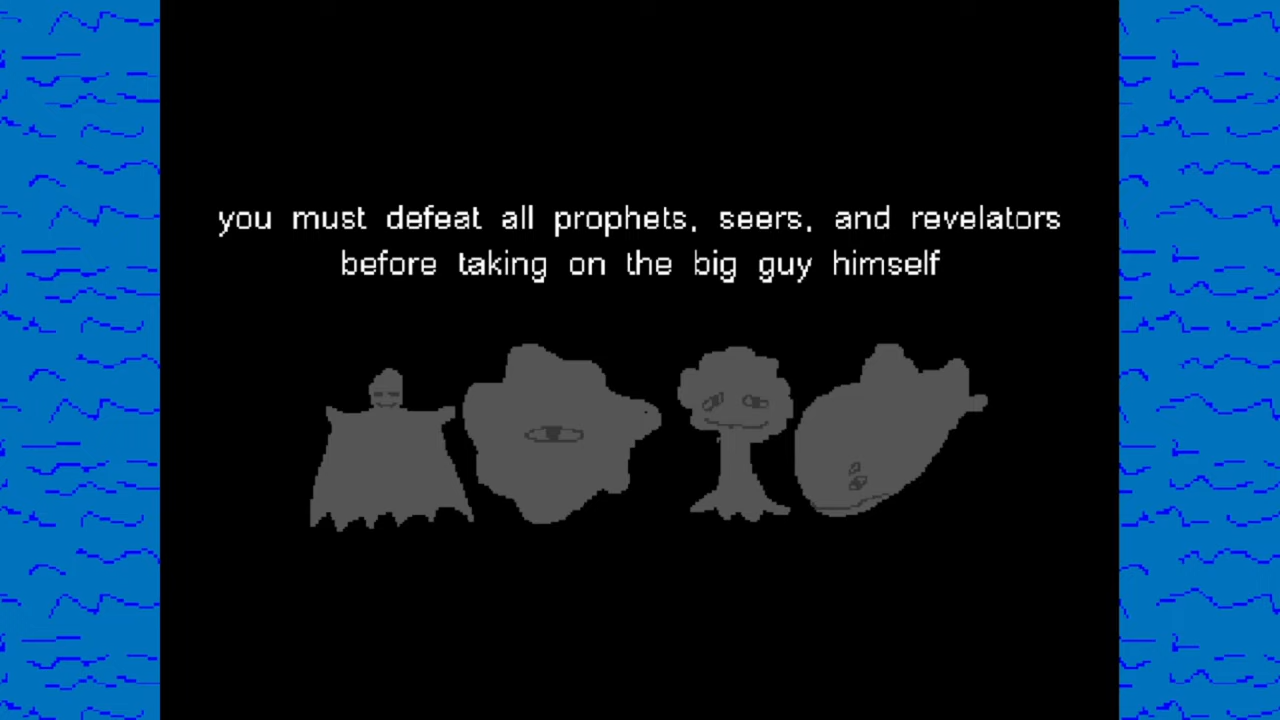 you must defeat all prophets, seers, and revelators
before taking on the big guy himself